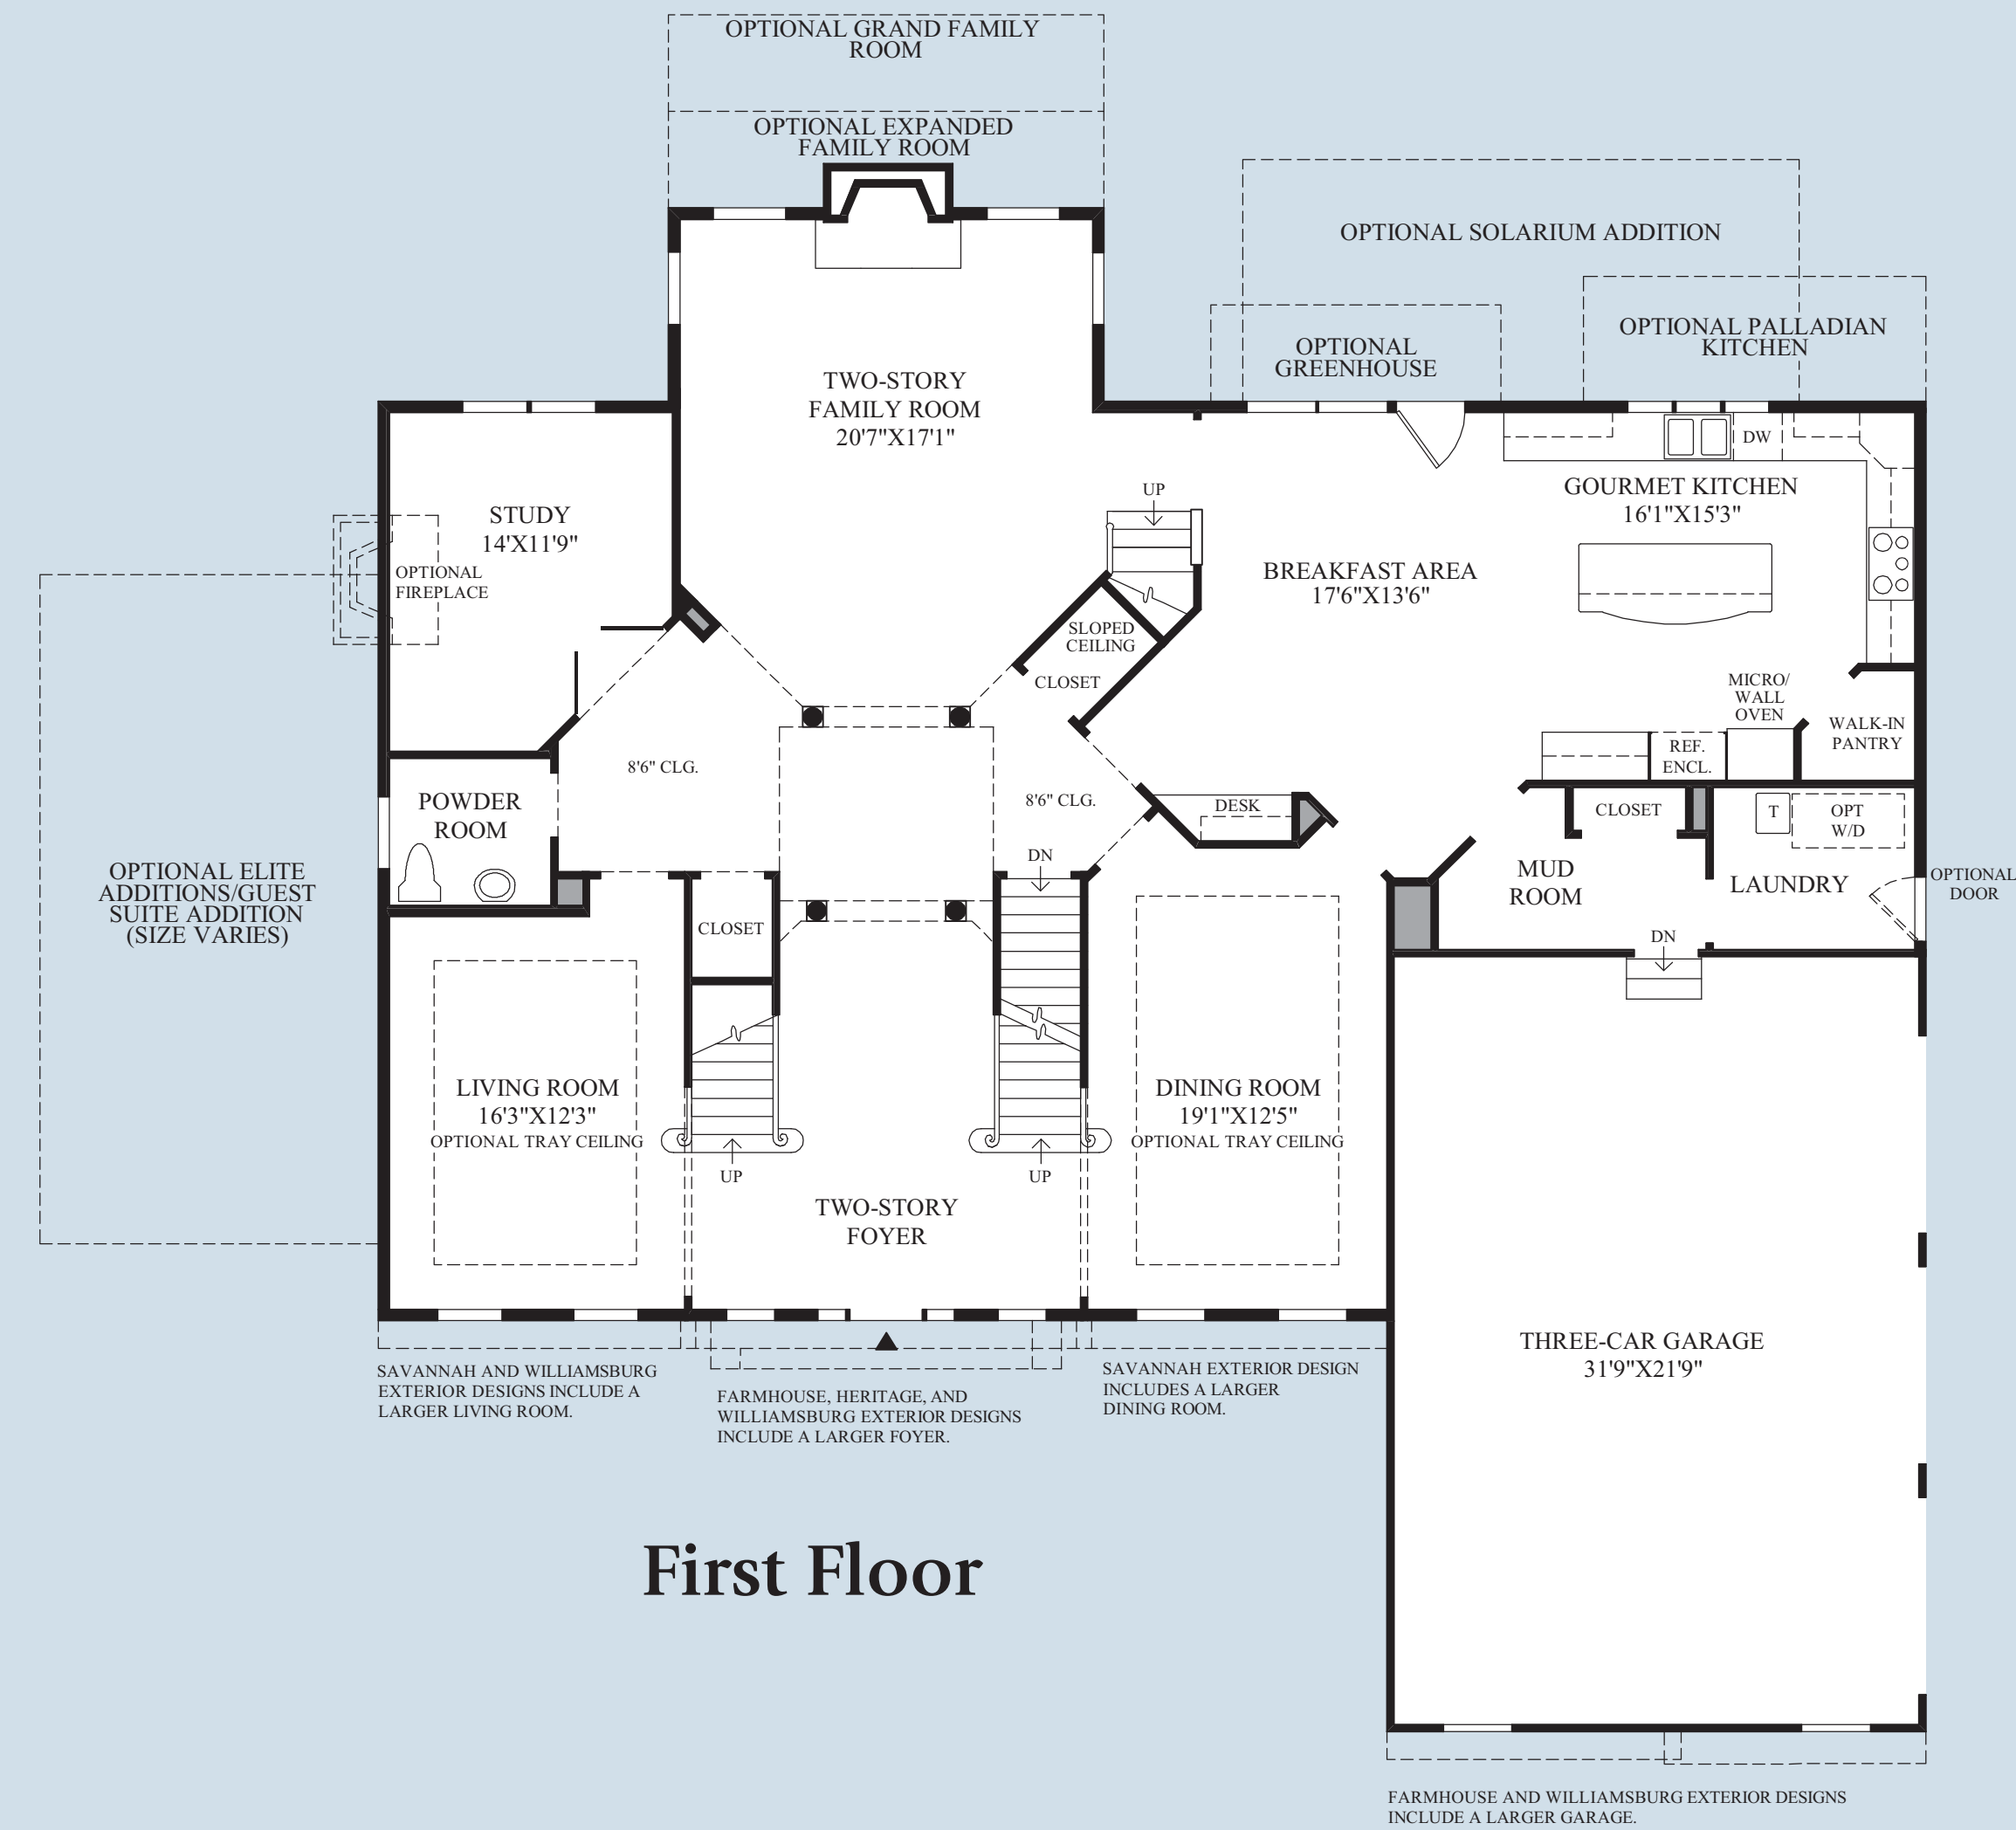 OPTIONAL GRAND FAMILY
ROOM
OPTIONAL EXPANDED
FAMILY ROOM
OPTIONAL SOLARIUM ADDITION
OPTIONAL PALLADIAN
KITCHEN
OPTIONAL
GREENHOUSE
TWO-STORY
FAMILY ROOM
20'7"X17'1"
DW
GOURMET KITCHEN
16'1"X15'3"
UP
STUDY
14'X11'9"
OPTIONAL
FIREPLACE
BREAKFAST AREA
17'6"X13'6"
SLOPED
CEILING
CLOSET
MICRO/
WALL
OVEN
WALK-IN
PANTRY
REF.
ENCL.
8'6" CLG.
8'6" CLG.
POWDER
ROOM
DESK
CLOSET
T
OPT
W/D
DN
MUD
ROOM
LAUNDRY
OPTIONAL
DOOR
OPTIONAL ELITE
ADDITIONS/GUEST
SUITE ADDITION
(SIZE VARIES)
CLOSET
DN
LIVING ROOM
16'3"X12'3"
OPTIONAL TRAY CEILING
DINING ROOM
19'1"X12'5"
OPTIONAL TRAY CEILING
UP
UP
TWO-STORY
FOYER
THREE-CAR GARAGE
31'9"X21'9"
SAVANNAH AND WILLIAMSBURG
EXTERIOR DESIGNS INCLUDE A
LARGER LIVING ROOM.
FARMHOUSE, HERITAGE, AND
WILLIAMSBURG EXTERIOR DESIGNS
INCLUDE A LARGER FOYER.
SAVANNAH EXTERIOR DESIGN
INCLUDES A LARGER
DINING ROOM.
First Floor
FARMHOUSE AND WILLIAMSBURG EXTERIOR DESIGNS
INCLUDE A LARGER GARAGE.